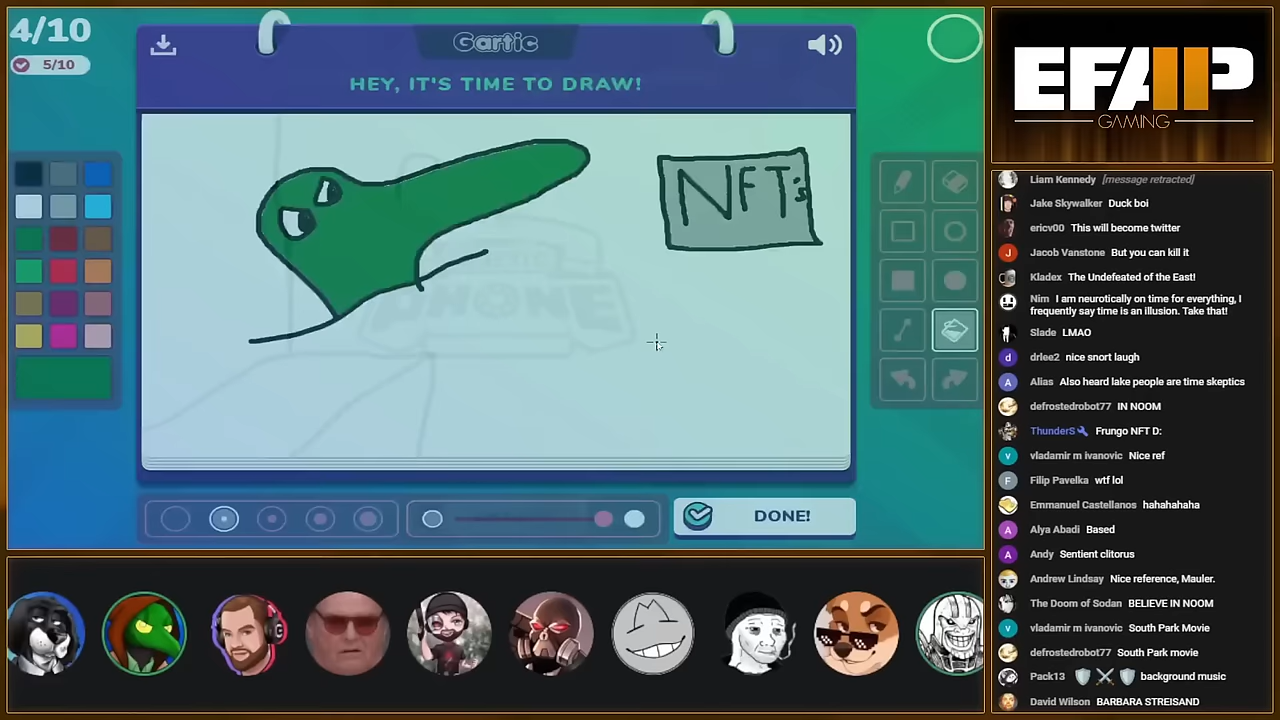 4/10
5/10
Gartic
HEY, IT'S TIME TO DRAW!
NFT's
PHONE
DONE!
EFAP
GAMING
Liam Kennedy [message retracted]
Jake Skywalker Duck boi
ericv00 This will become twitter
Jacob Vanstone But you can kill it
Kladex The Undefeated of the East!
Nim I am neurotically on time for everything, I
frequently say time is an illusion. Take that!
Slade LMAO
drlee2 nice snort laugh
Alias Also heard lake people are time skeptics
defrostedrobot77 IN NOOM
ThunderS Frungo NFT D:
vladamir m ivanovic Nice ref
Filip Pavelka wtf lol
Emmanuel Castellanos hahahahaha
Alya Abadi Based
Andy Sentient clitorus
Andrew Lindsay Nice reference, Mauler.
The Doom of Sodan BELIEVE IN NOOM
vladamir m ivanovic South Park Movie
defrostedrobot77 South Park movie
Pack13 background music
David Wilson BARBARA STREISAND